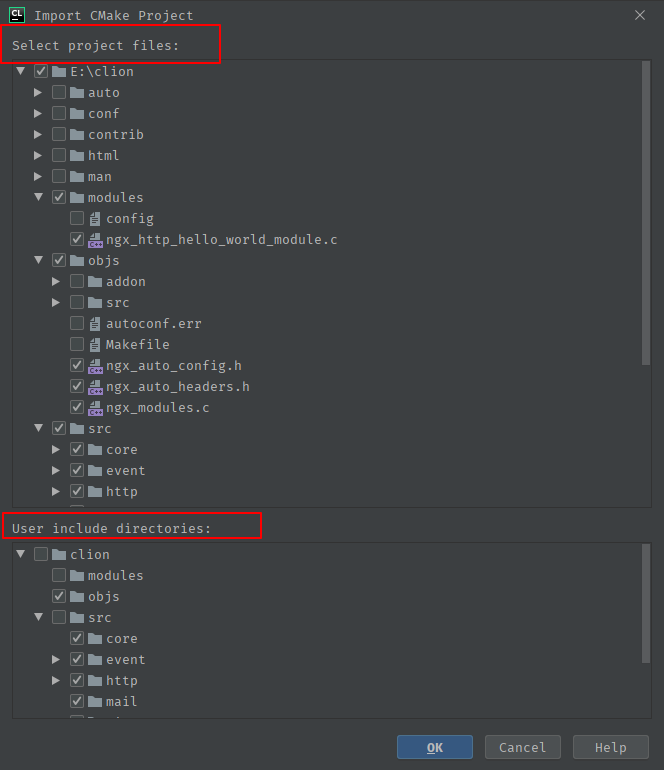 CL Import CMake Project
Select project files:
E:\clion
auto
conf
contrib
html
man
modules
config
C++ ngx_http_hello_world_module.c
objs
addon
src
autoconf.err
Makefile
C++ ngx_auto_config.h
C++ ngx_auto_headers.h
C++ ngx_modules.c
src
core
event
http
User include directories:
clion
modules
objs
src
core
event
http
mail
OK Cancel Help